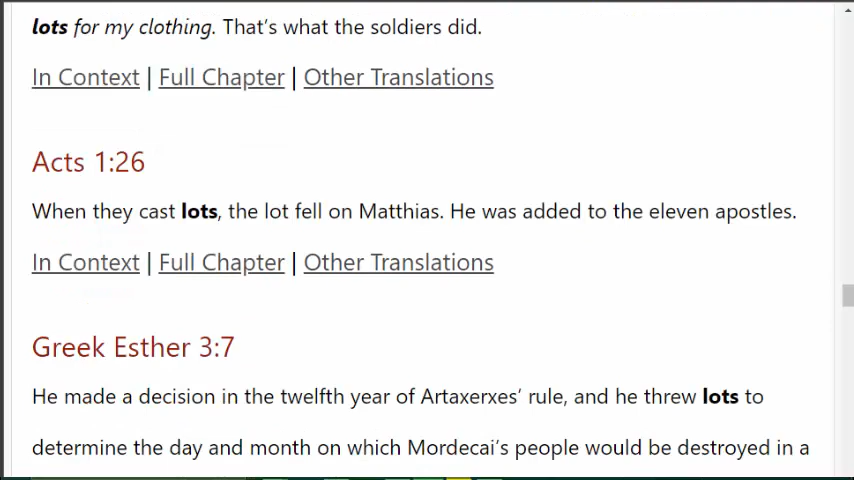 lots for my clothing. That’s what the soldiers did.
In Context | Full Chapter | Other Translations
Acts 1:26
When they cast lots, the lot fell on Matthias. He was added to the eleven apostles.
In Context | Full Chapter | Other Translations
Greek Esther 3:7
He made a decision in the twelfth year of Artaxerxes’ rule, and he threw lots to
determine the day and month on which Mordecai’s people would be destroyed in a